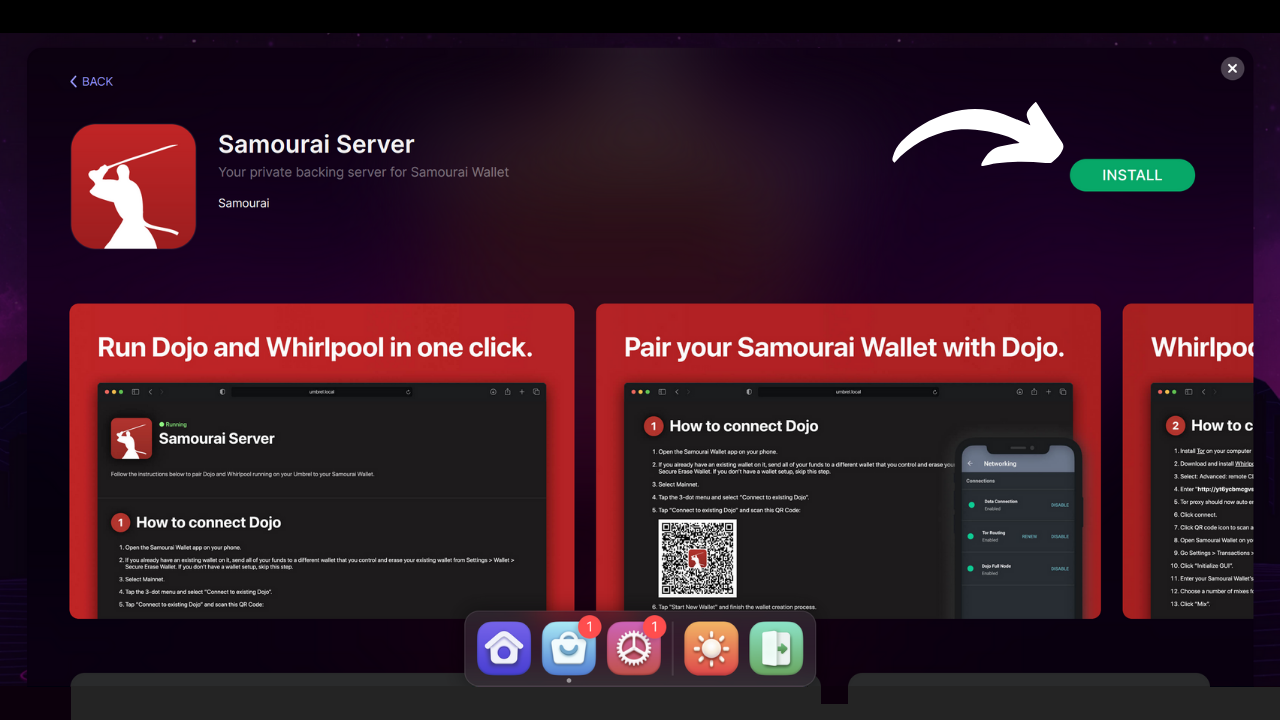 BACK
Samourai Server
Your private backing server for Samourai Wallet
Samourai
INSTALL
Run Dojo and Whirlpool in one click.
umbrel.local
Running
Samourai Server
Follow the instructions below to pair Dojo and Whirlpool running on your Umbrel to your Samourai Wallet.
1 How to connect Dojo
1. Open the Samourai Wallet app on your phone.
2. If you already have an existing wallet on it, send all of your funds to a different wallet that you control and erase your existing wallet from Settings > Wallet >
Secure Erase Wallet. If you don't have a wallet setup, skip this step.
3. Select Mainnet.
4. Tap the 3-dot menu and select "Connect to existing Dojo".
5. Tap "Connect to existing Dojo" and scan this QR Code:
Pair your Samourai Wallet with Dojo.
umbrel.local
1 How to connect Dojo
1. Open the Samourai Wallet app on your phone.
2. If you already have an existing wallet on it, send all of your funds to a different wallet that you control and erase you
Secure Erase Wallet. If you don't have a wallet setup, skip this step.
3. Select Mainnet.
4. Tap the 3-dot menu and select "Connect to existing Dojo".
5. Tap "Connect to existing Dojo" and scan this QR Code:
6. Tap "Start New Wallet" and finish the wallet creation process.
Networking
Connections
Data Connection
Enabled
DISABLE
Tor Routing
Enabled
RENEW
DISABLE
Dojo Full Node
Enabled
DISABLE
Whirlpoo
2 How to c
1. Install Tor on your computer
2. Download and install Whirlpo
3. Select: Advanced: remote CL
4. Enter "http://yt6ycbmcgve
5. Tor proxy should now auto e
6. Click connect.
7. Click QR code icon to scan a
8. Open Samourai Wallet on yo
9. Go Settings > Transactions >
10. Click "Initialize GUI".
11. Enter your Samourai Wallet's
12. Choose a number of mixes fo
13. Click "Mix".
1
1